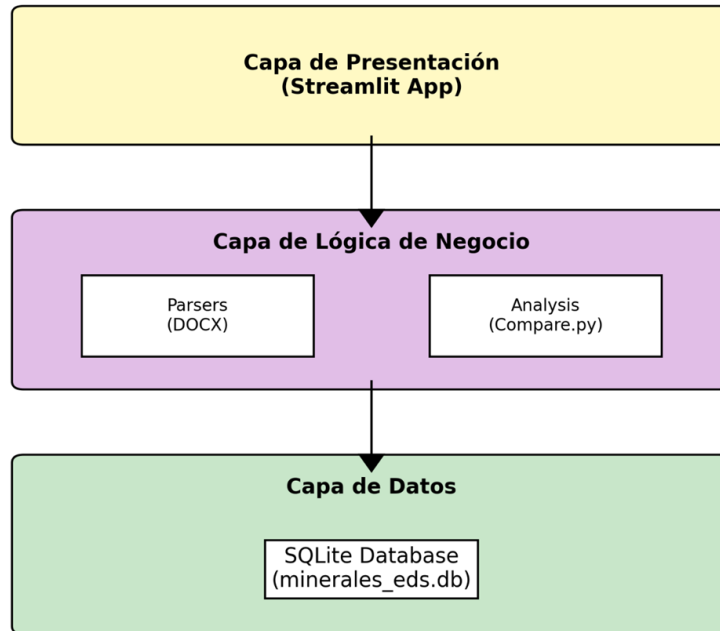 Capa de Presentación
(Streamlit App)
Capa de Lógica de Negocio
Parsers
(DOCX)
Analysis
(Compare.py)
Capa de Datos
SQLite Database
(minerales_eds.db)